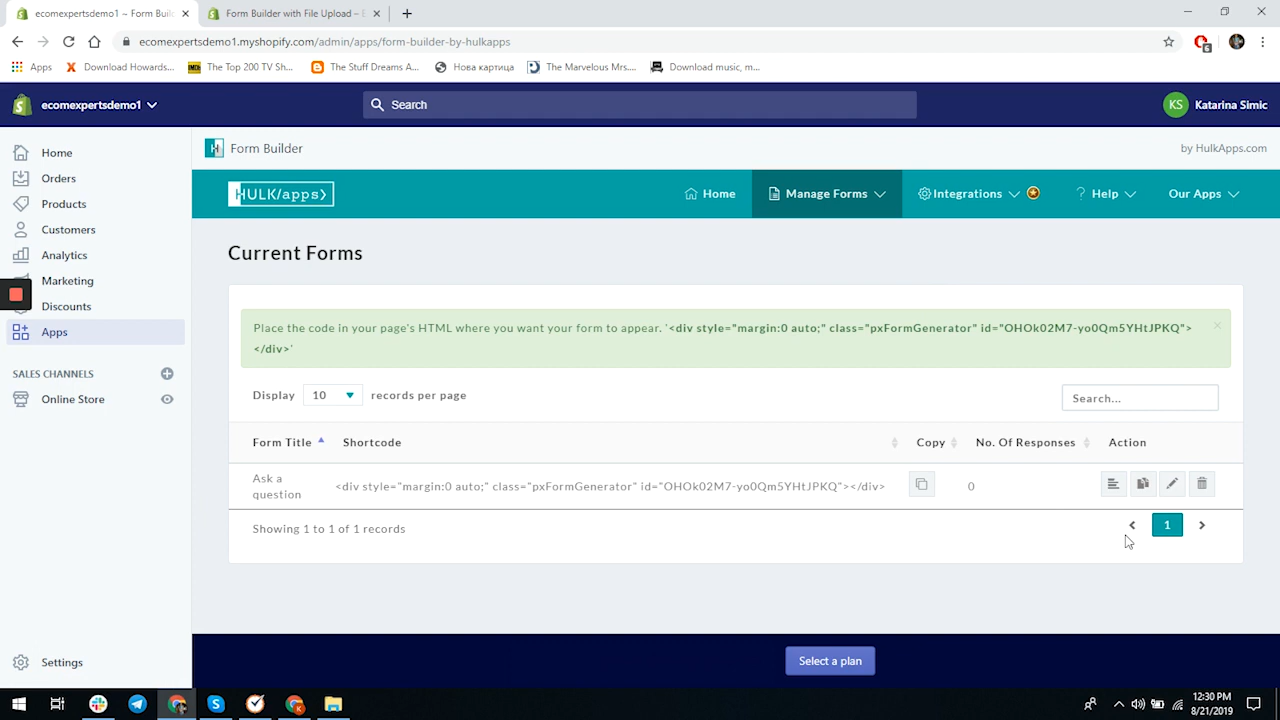 ecomexpertsdemo1 ~ Form Buil
Form Builder with File Upload – E
ecomexpertsdemo1.myshopify.com/admin/apps/form-builder-by-hulkapps
6
Apps
Download Howards...
The Top 200 TV Sh...
The Stuff Dreams A...
Нова картица
The Marvelous Mrs....
Download music, m...
ecomexpertsdemo1
Search
KS
Katarina Simic
Home
Orders
Products
Customers
Analytics
Marketing
Discounts
Apps
SALES CHANNELS
Online Store
Settings
H
Form Builder
by HulkApps.com
HULK/apps>
Home
Manage Forms
Integrations
? Help
Our Apps
Current Forms
Place the code in your page's HTML where you want your form to appear. '<div style="margin:0 auto;" class="pxFormGenerator" id="OHOk02M7-yo0Qm5YHtJPKQ">
</div>'
×
Display 10 records per page
Search...
Form Title
Shortcode
Copy
No. Of Responses
Action
Ask a
question
<div style="margin:0 auto;" class="pxFormGenerator" id="OHOk02M7-yo0Qm5YHtJPKQ"></div>
0
Showing 1 to 1 of 1 records
1
Select a plan
12:30 PM
8/21/2019